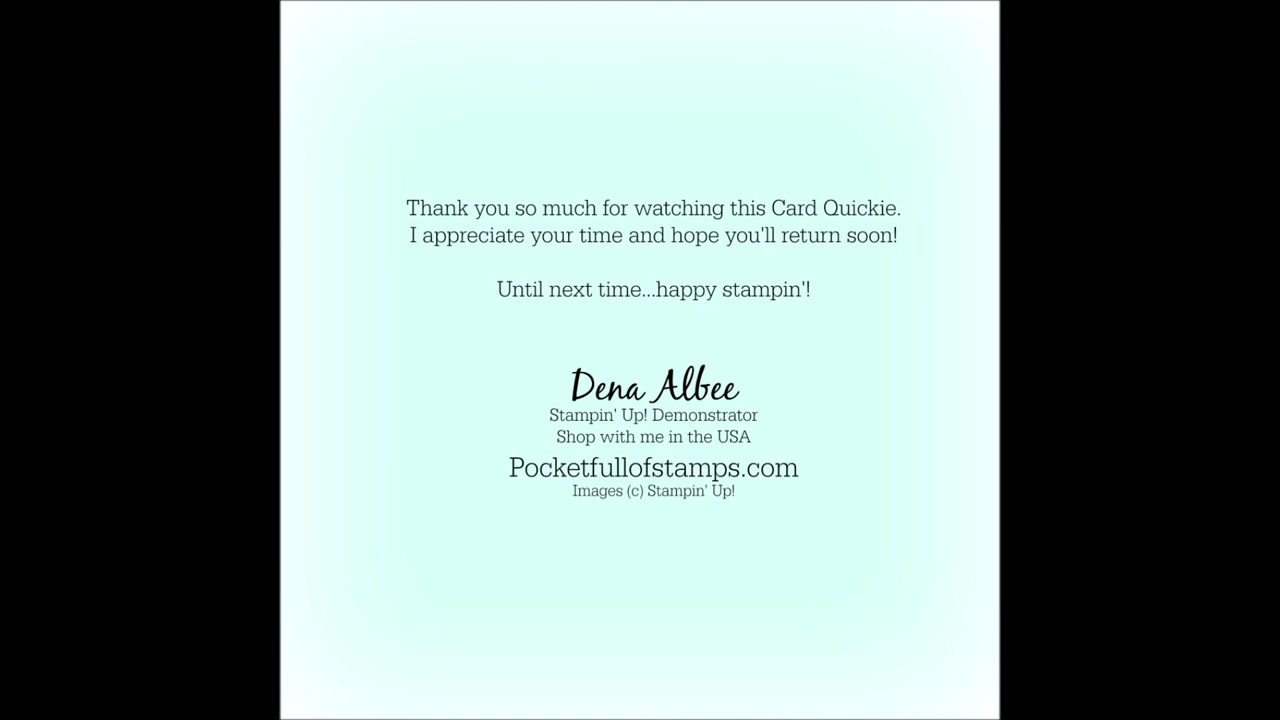 Thank you so much for watching this Card Quickie.
I appreciate your time and hope you'll return soon!
Until next time...happy stampin'!
Dena Albee
Stampin' Up! Demonstrator
Shop with me in the USA
Pocketfullofstamps.com
Images (c) Stampin' Up!